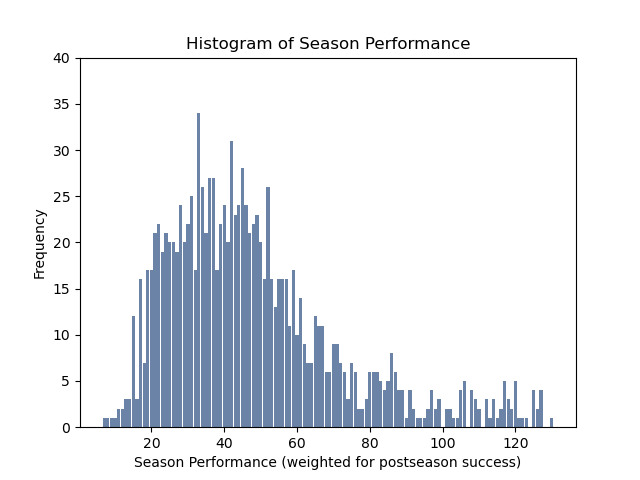 Histogram of Season Performance
40
35
30
25
20
15
10
5
0
Frequency
20 40 60 80 100 120
Season Performance (weighted for postseason success)